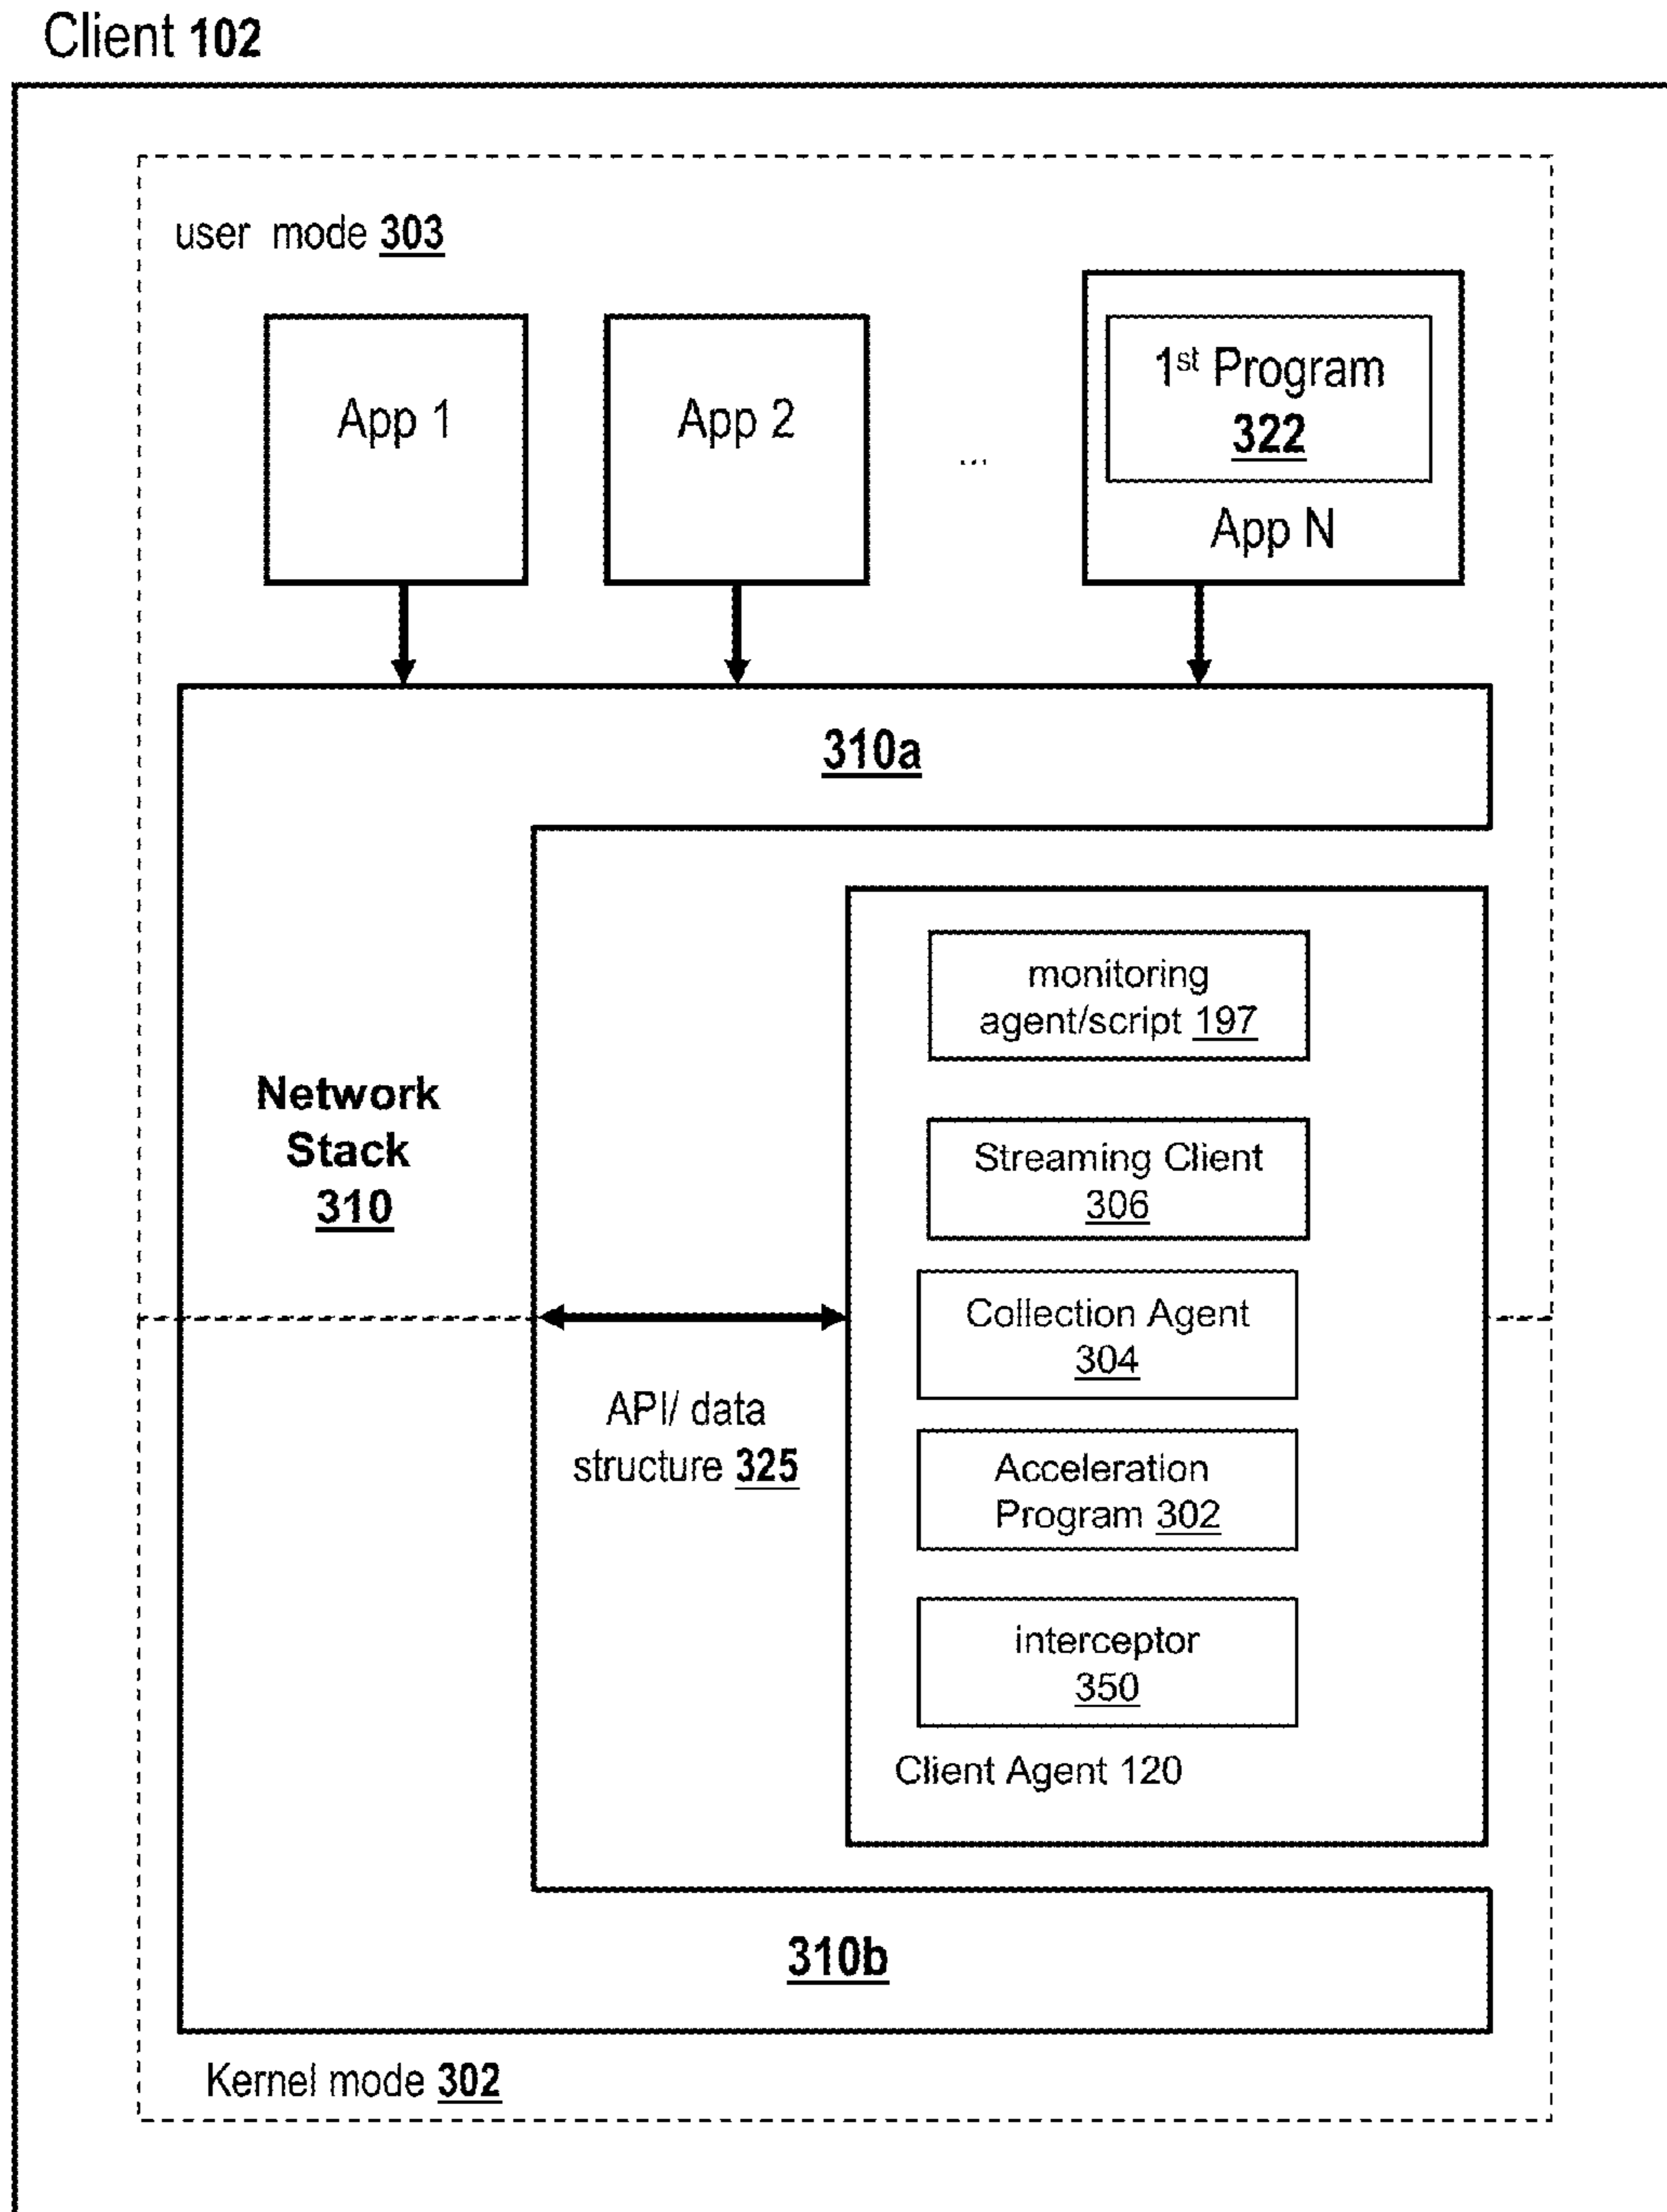 Client 102
user mode 303
App 1
App 2
...
1st Program
322
App N
310a
Network
Stack
310
API/ data
structure 325
monitoring
agent/script 197
Streaming Client
306
Collection Agent
304
Acceleration
Program 302
interceptor
350
Client Agent 120
310b
Kernel mode 302